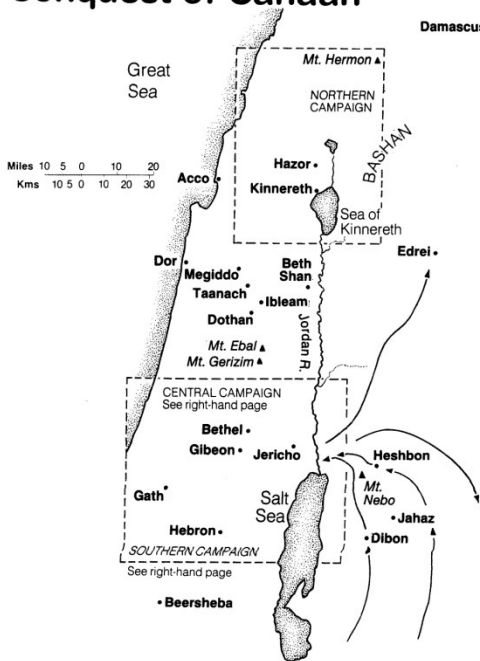 Conquest of Canaan
Damascus
Great
Sea
Mt. Hermon
NORTHERN
CAMPAIGN
BASHAN
Miles 10 5 0 10 20
Kms 10 5 0 10 20 30
Acco
Hazor
Kinnereth
Sea of
Kinnereth
Edrei
Dor
Megiddo
Taanach
Beth
Shan
Ibleam
Dothan
Jordan R.
Mt. Ebal
Mt. Gerizim
CENTRAL CAMPAIGN
See right-hand page
Bethel
Gibeon
Jericho
Heshbon
Mt.
Nebo
Gath
Salt
Sea
Jahaz
Hebron
Dibon
SOUTHERN CAMPAIGN
See right-hand page
Beersheba